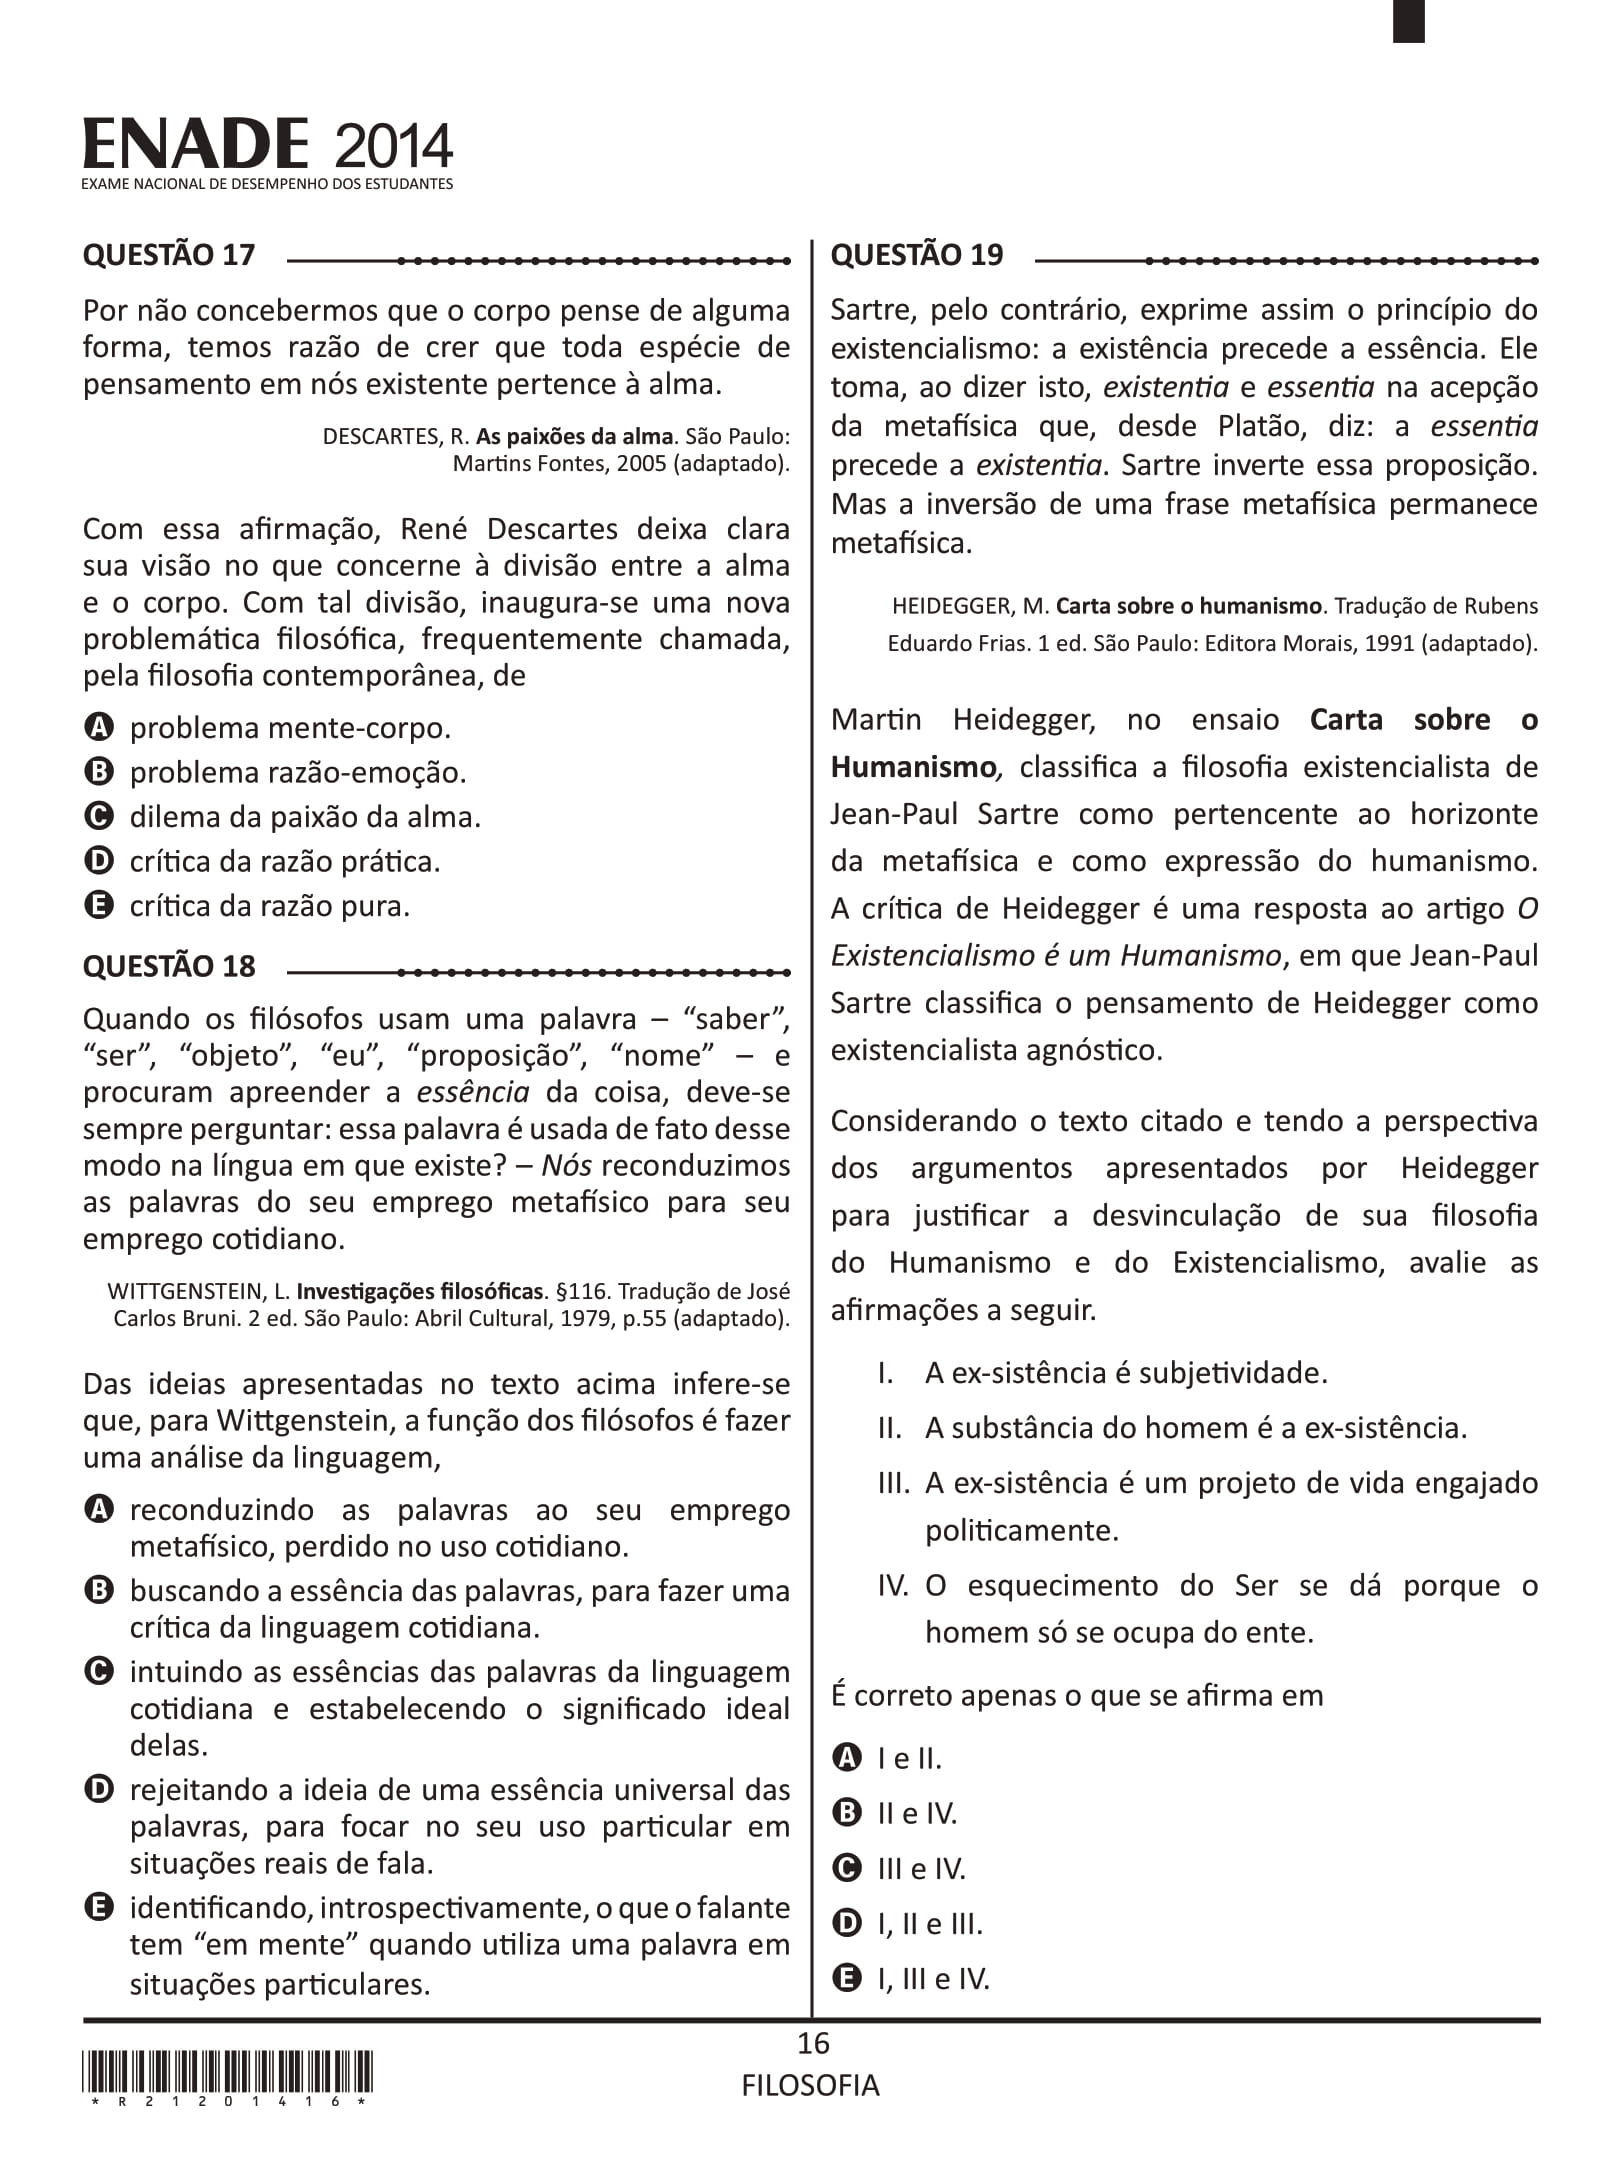 ENADE 2014
EXAME NACIONAL DE DESEMPENHO DOS ESTUDANTES
QUESTÃO 17
Por não concebermos que o corpo pense de alguma
forma, temos razão de crer que toda espécie de
pensamento em nós existente pertence à alma.
DESCARTES, R. As paixões da alma. São Paulo:
Martins Fontes, 2005 (adaptado).
Com essa afirmação, René Descartes deixa clara
sua visão no que concerne à divisão entre a alma
e o corpo. Com tal divisão, inaugura-se uma nova
problemática filosófica, frequentemente chamada,
pela filosofia contemporânea, de
A problema mente-corpo.
B problema razão-emoção.
C dilema da paixão da alma.
D crítica da razão prática.
E crítica da razão pura.
QUESTÃO 18
Quando os filósofos usam uma palavra – “saber”,
“ser”, “objeto”, “eu”, “proposição”, “nome” – e
procuram apreender a essência da coisa, deve-se
sempre perguntar: essa palavra é usada de fato desse
modo na língua em que existe? – Nós reconduzimos
as palavras do seu emprego metafísico para seu
emprego cotidiano.
WITTGENSTEIN, L. Investigações filosóficas. §116. Tradução de José
Carlos Bruni. 2 ed. São Paulo: Abril Cultural, 1979, p.55 (adaptado).
Das ideias apresentadas no texto acima infere-se
que, para Wittgenstein, a função dos filósofos é fazer
uma análise da linguagem,
A reconduzindo as palavras ao seu emprego
metafísico, perdido no uso cotidiano.
B buscando a essência das palavras, para fazer uma
crítica da linguagem cotidiana.
C intuindo as essências das palavras da linguagem
cotidiana e estabelecendo o significado ideal
delas.
D rejeitando a ideia de uma essência universal das
palavras, para focar no seu uso particular em
situações reais de fala.
E identificando, introspectivamente, o que o falante
tem “em mente” quando utiliza uma palavra em
situações particulares.
QUESTÃO 19
Sartre, pelo contrário, exprime assim o princípio do
existencialismo: a existência precede a essência. Ele
toma, ao dizer isto, existentia e essentia na acepção
da metafísica que, desde Platão, diz: a essentia
precede a existentia. Sartre inverte essa proposição.
Mas a inversão de uma frase metafísica permanece
metafísica.
HEIDEGGER, M. Carta sobre o humanismo. Tradução de Rubens
Eduardo Frias. 1 ed. São Paulo: Editora Morais, 1991 (adaptado).
Martin Heidegger, no ensaio Carta sobre o
Humanismo, classifica a filosofia existencialista de
Jean-Paul Sartre como pertencente ao horizonte
da metafísica e como expressão do humanismo.
A crítica de Heidegger é uma resposta ao artigo O
Existencialismo é um Humanismo, em que Jean-Paul
Sartre classifica o pensamento de Heidegger como
existencialista agnóstico.
Considerando o texto citado e tendo a perspectiva
dos argumentos apresentados por Heidegger
para justificar a desvinculação de sua filosofia
do Humanismo e do Existencialismo, avalie as
afirmações a seguir.
I. A ex-sistência é subjetividade.
II. A substância do homem é a ex-sistência.
III. A ex-sistência é um projeto de vida engajado
politicamente.
IV. O esquecimento do Ser se dá porque o
homem só se ocupa do ente.
É correto apenas o que se afirma em
A I e II.
B II e IV.
C III e IV.
D I, II e III.
E I, III e IV.
16
FILOSOFIA
* R 2 1 2 0 1 4 1 6 *